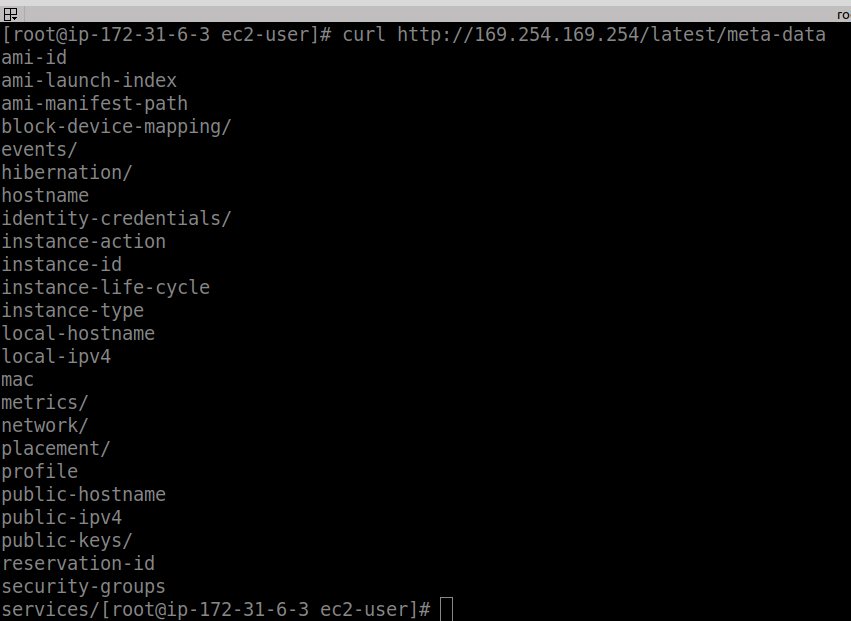 ro
[root@ip-172-31-6-3 ec2-user]# curl http://169.254.169.254/latest/meta-data
ami-id
ami-launch-index
ami-manifest-path
block-device-mapping/
events/
hibernation/
hostname
identity-credentials/
instance-action
instance-id
instance-life-cycle
instance-type
local-hostname
local-ipv4
mac
metrics/
network/
placement/
profile
public-hostname
public-ipv4
public-keys/
reservation-id
security-groups
services/[root@ip-172-31-6-3 ec2-user]#